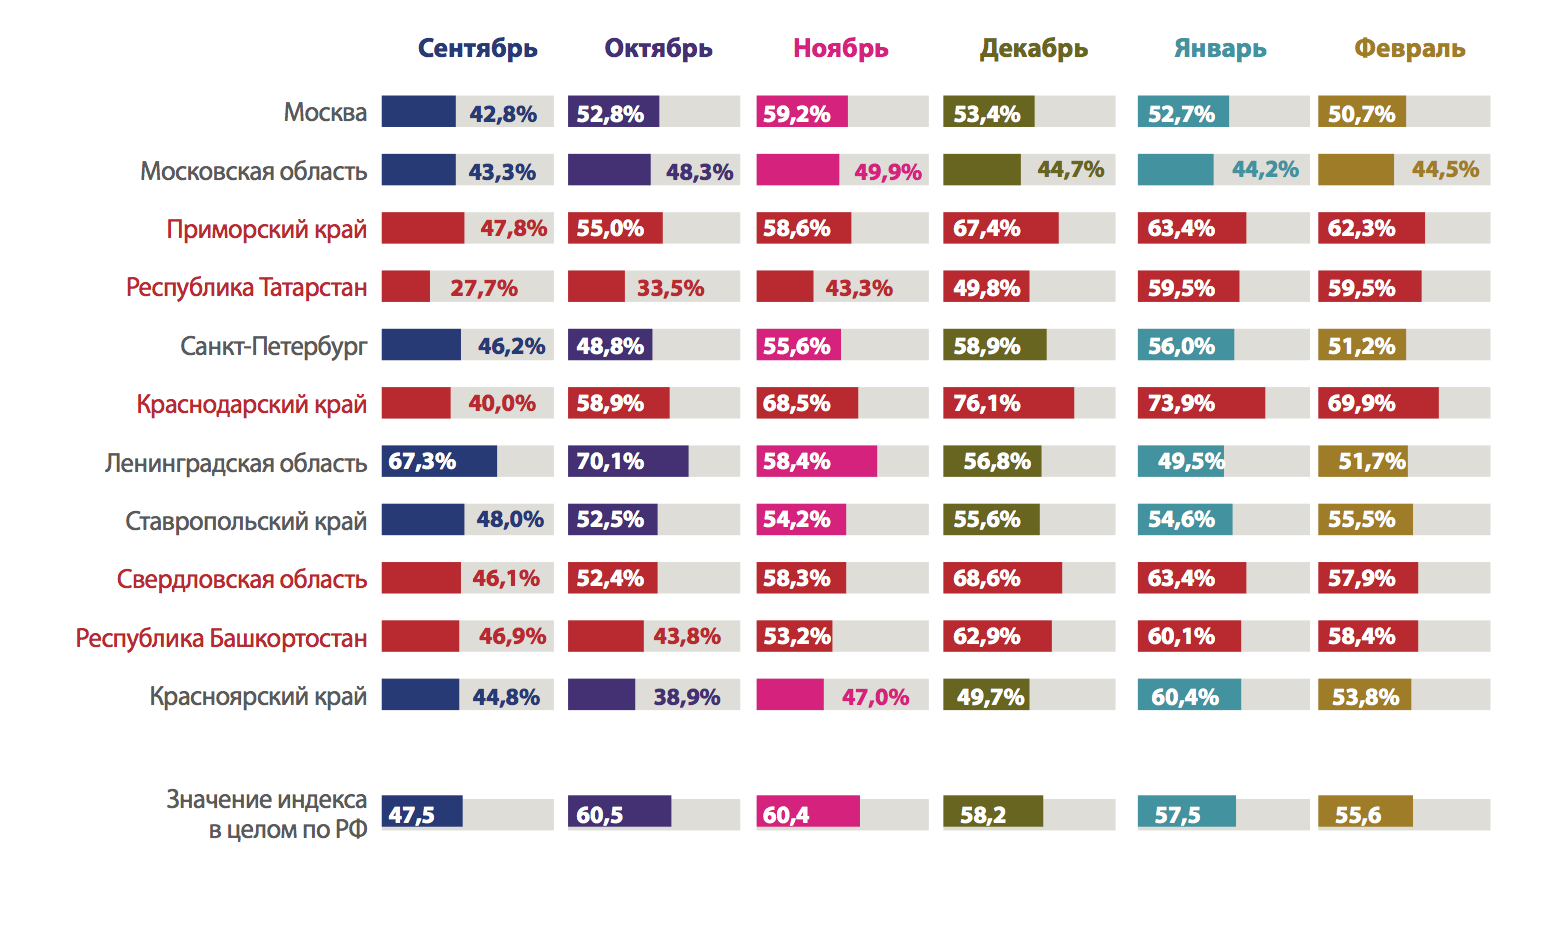 Сентябрь Октябрь Ноябрь Декабрь Январь Февраль
Москва 42,8% 52,8% 59,2% 53,4% 52,7% 50,7%
Московская область 43,3% 48,3% 49,9% 44,7% 44,2% 44,5%
Приморский край 47,8% 55,0% 58,6% 67,4% 63,4% 62,3%
Республика Татарстан 27,7% 33,5% 43,3% 49,8% 59,5% 59,5%
Санкт-Петербург 46,2% 48,8% 55,6% 58,9% 56,0% 51,2%
Краснодарский край 40,0% 58,9% 68,5% 76,1% 73,9% 69,9%
Ленинградская область 67,3% 70,1% 58,4% 56,8% 49,5% 51,7%
Ставропольский край 48,0% 52,5% 54,2% 55,6% 54,6% 55,5%
Свердловская область 46,1% 52,4% 58,3% 68,6% 63,4% 57,9%
Республика Башкортостан 46,9% 43,8% 53,2% 62,9% 60,1% 58,4%
Красноярский край 44,8% 38,9% 47,0% 49,7% 60,4% 53,8%
Значение индекса
в целом по РФ 47,5 60,5 60,4 58,2 57,5 55,6